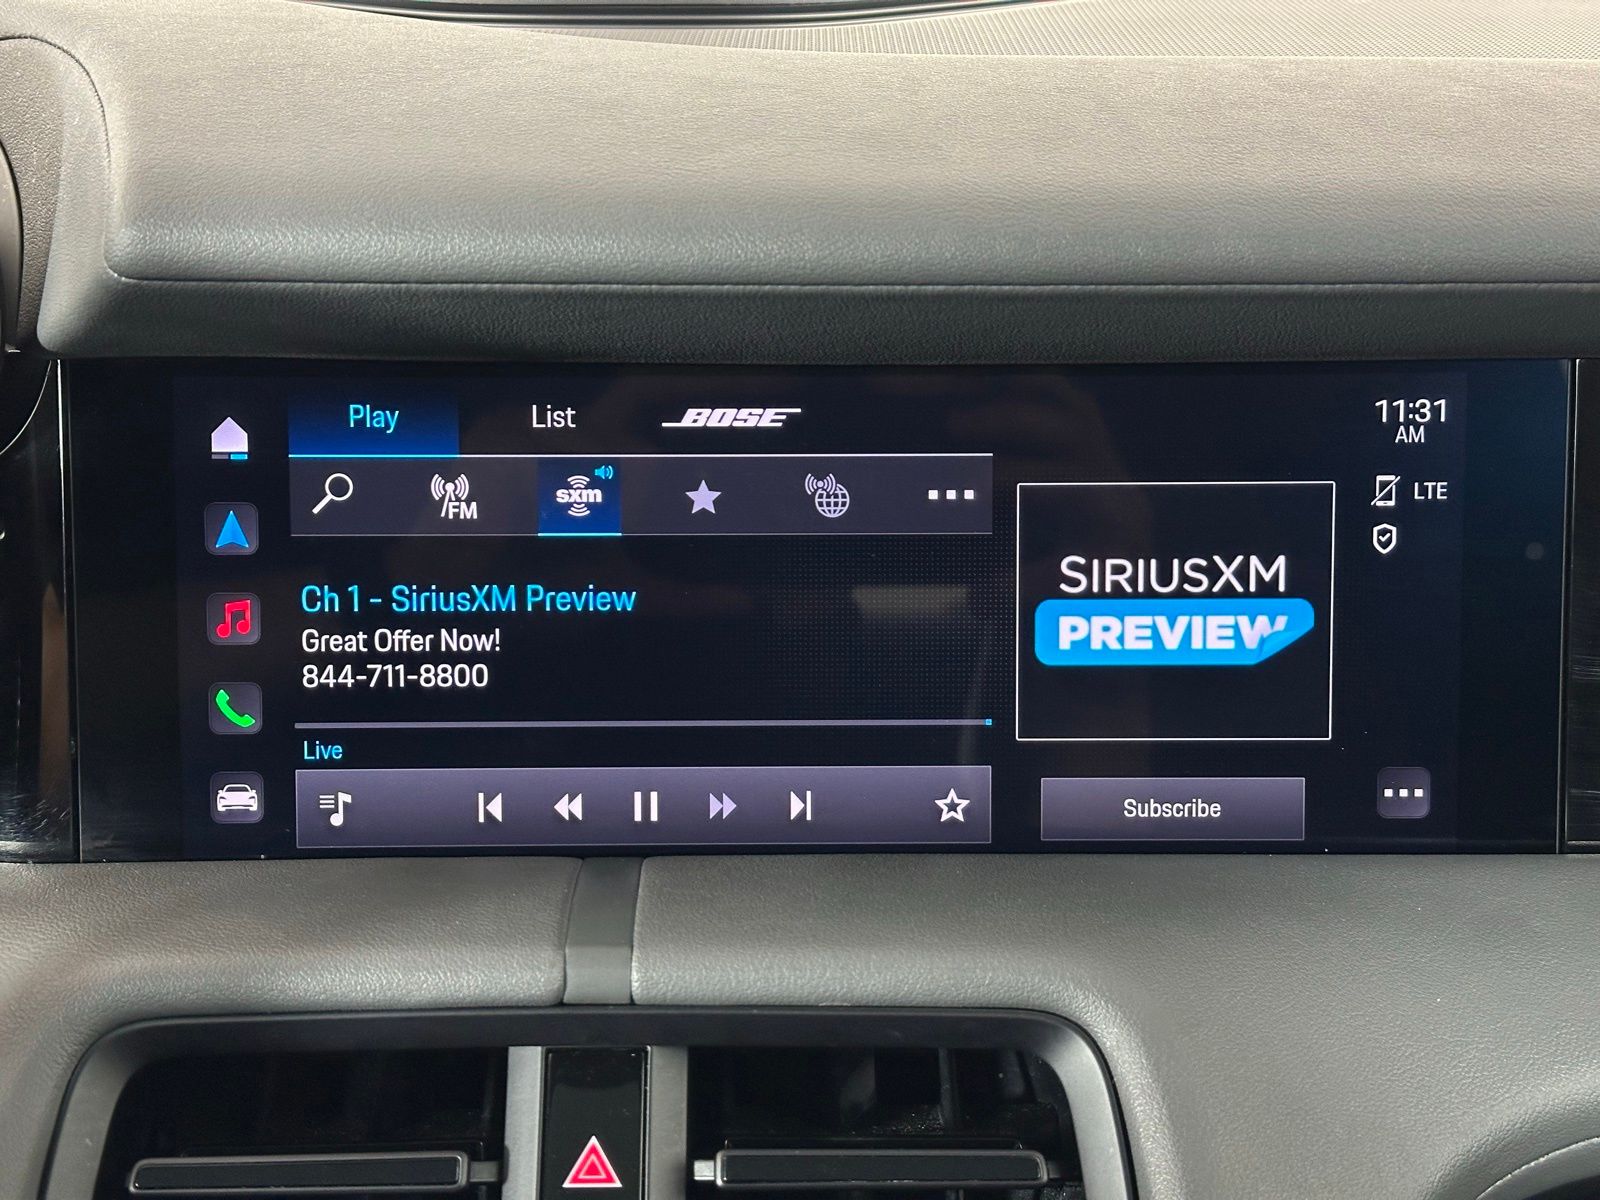 Play
List
BOSE
11:31
AM
FM
sxm
LTE
Ch 1 - SiriusXM Preview
Great Offer Now!
844-711-8800
SIRIUSXM
PREVIEW
Live
Subscribe